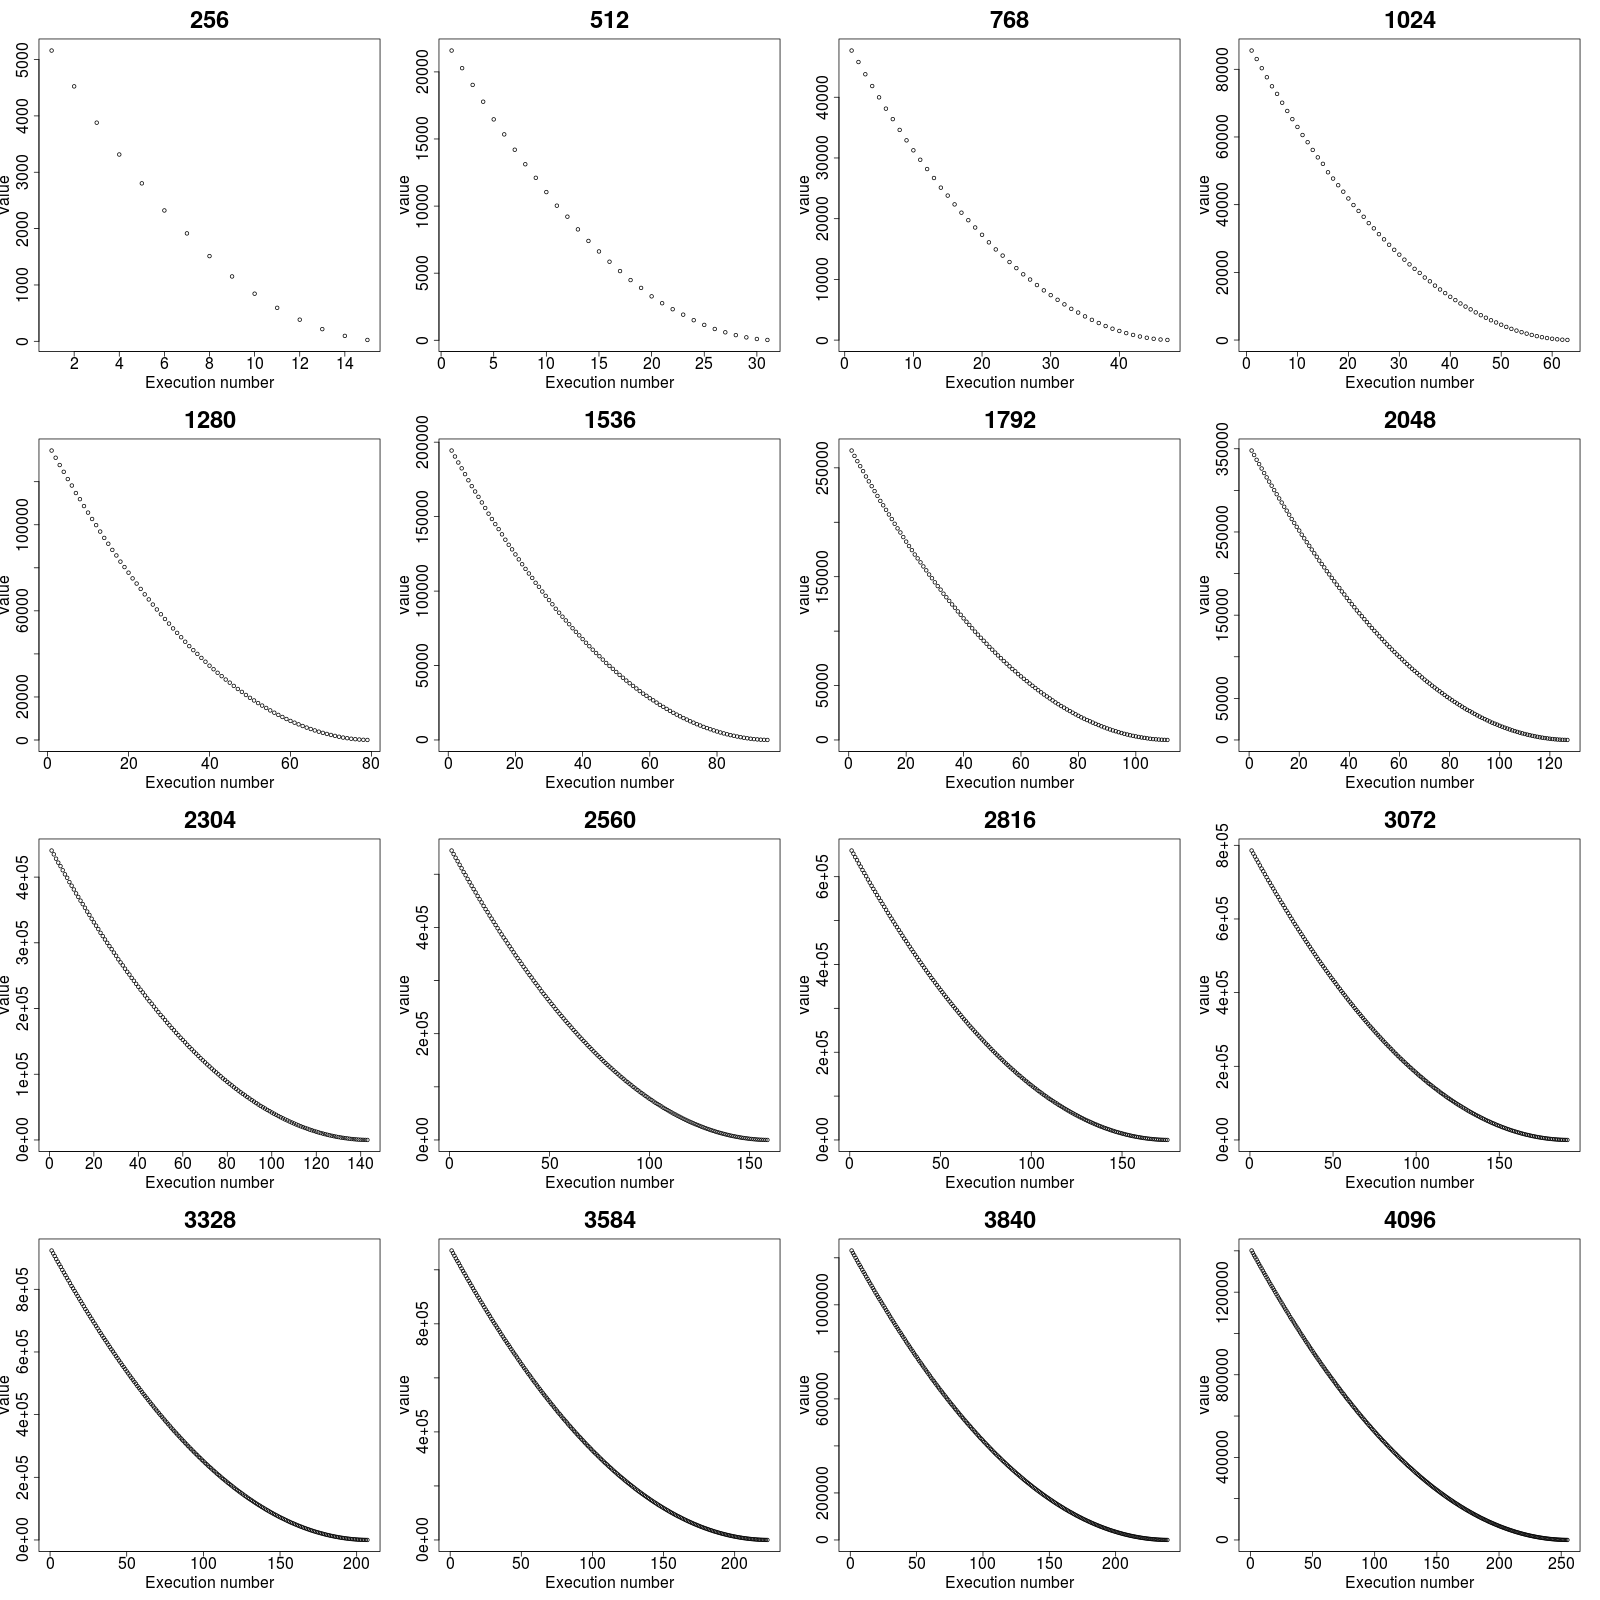 256 512 768 1024
value 0 1000 2000 3000 4000 5000
value 0 5000 10000 15000 20000
value 0 10000 20000 30000 40000
value 0 20000 40000 60000 80000
2 4 6 8 10 12 14
0 5 10 15 20 25 30
0 10 20 30 40
0 10 20 30 40 50 60
Execution number Execution number Execution number Execution number
1280 1536 1792 2048
value 0 20000 60000 100000
value 0 50000 100000 150000 200000
value 0 50000 150000 250000
value 0 50000 150000 250000 350000
0 20 40 60 80
0 20 40 60 80
0 20 40 60 80 100
0 20 40 60 80 100 120
Execution number Execution number Execution number Execution number
2304 2560 2816 3072
value 0e+00 1e+05 2e+05 3e+05 4e+05
value 0e+00 2e+05 4e+05
value 0e+00 2e+05 4e+05 6e+05
value 0e+00 2e+05 4e+05 6e+05 8e+05
0 20 40 60 80 100 120 140
0 50 100 150
0 50 100 150
0 50 100 150
Execution number Execution number Execution number Execution number
3328 3584 3840 4096
value 0e+00 2e+05 4e+05 6e+05 8e+05
value 0e+00 4e+05 8e+05
value 0 200000 600000 1000000
value 0 400000 800000 1200000
0 50 100 150 200
0 50 100 150 200
0 50 100 150 200
0 50 100 150 200 250
Execution number Execution number Execution number Execution number